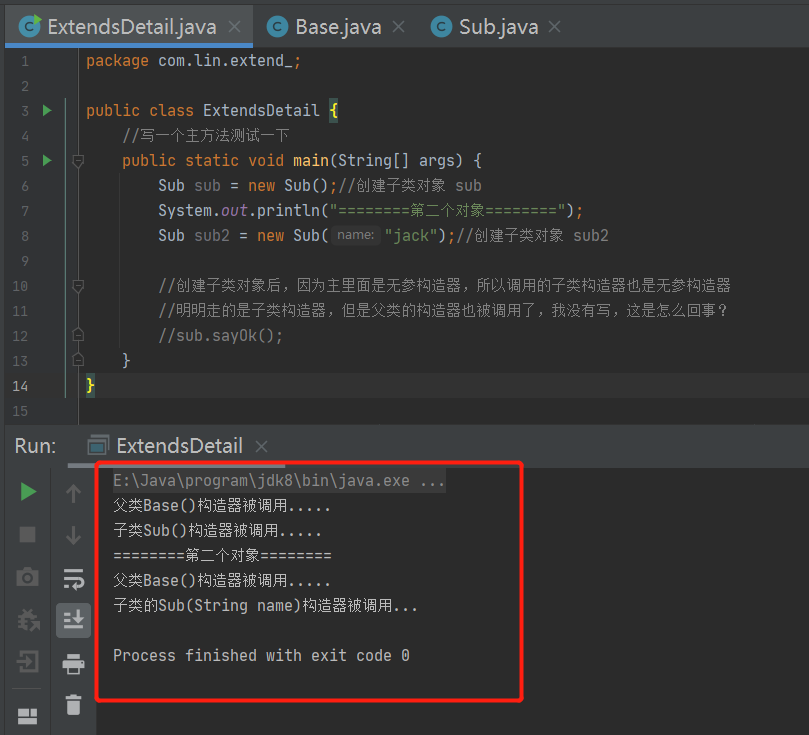 ExtendsDetail.java Base.java Sub.java
1 package com.lin.extend_;
2
3 public class ExtendsDetail {
4 //写一个主方法测试一下
5 public static void main(String[] args) {
6 Sub sub = new Sub();//创建子类对象 sub
7 System.out.println("========第二个对象========");
8 Sub sub2 = new Sub( name: "jack");//创建子类对象 sub2
9
10 //创建子类对象后，因为主里面是无参构造器，所以调用的子类构造器也是无参构造器
11 //明明走的是子类构造器，但是父类的构造器也被调用了，我没有写，这是怎么回事？
12 //sub.sayOk();
13 }
14 }
15
Run: ExtendsDetail
E:\Java\program\jdk8\bin\java.exe ...
父类Base()构造器被调用.....
子类Sub()构造器被调用.....
========第二个对象========
父类Base()构造器被调用.....
子类的Sub(String name)构造器被调用...
Process finished with exit code 0